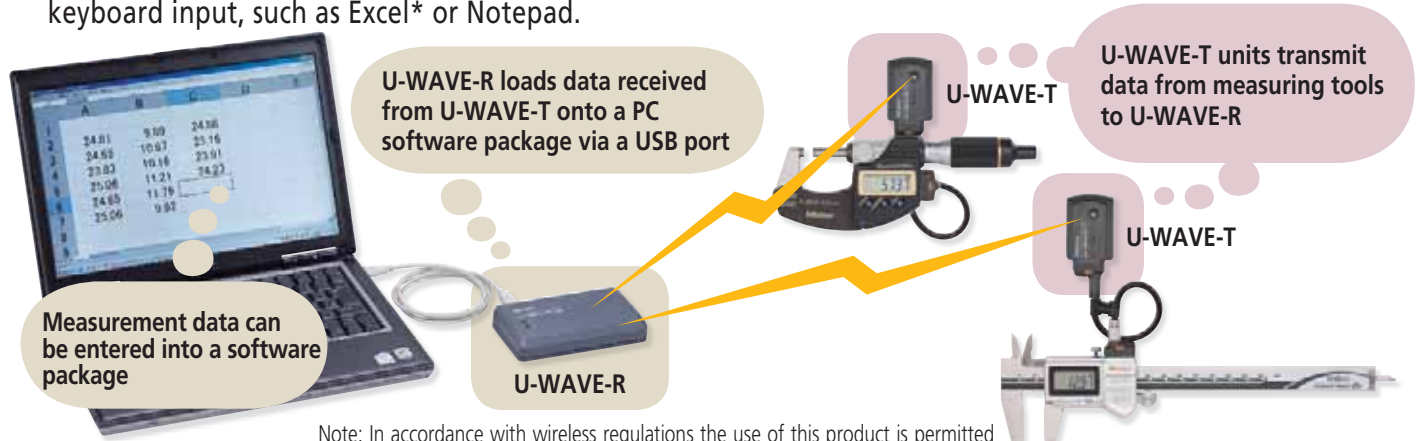 keyboard input, such as Excel* or Notepad.
U-WAVE-R loads data received
from U-WAVE-T onto a PC
software package via a USB port
U-WAVE-T
U-WAVE-T units transmit
data from measuring tools
to U-WAVE-R
U-WAVE-T
Measurement data can
be entered into a software
package
U-WAVE-R
Note: In accordance with wireless regulations the use of this product is permitted